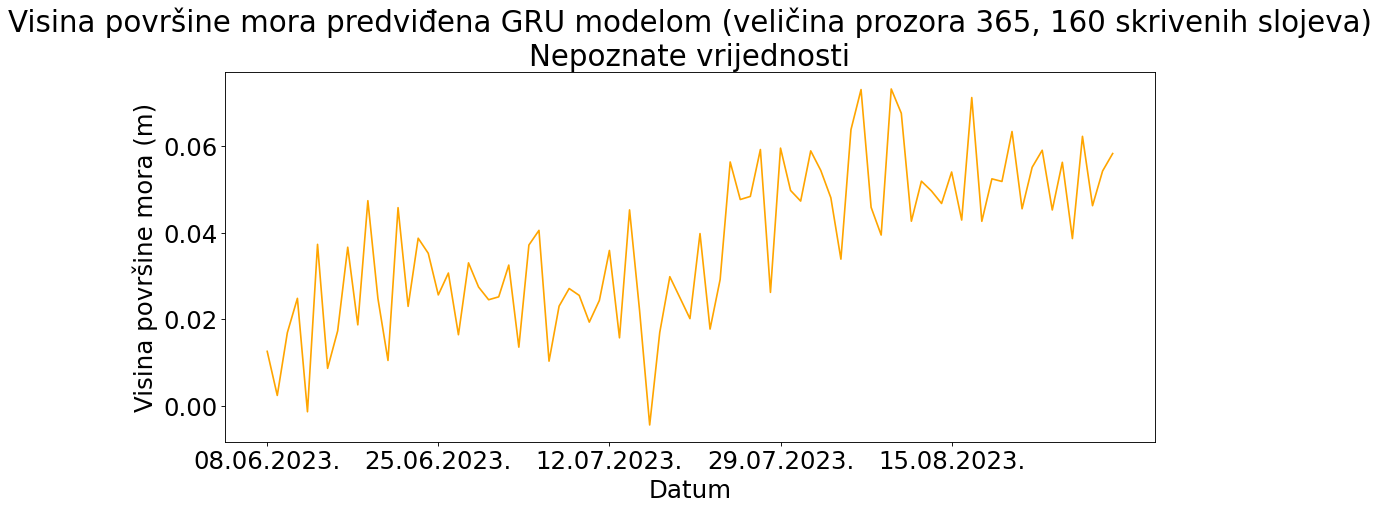 Visina površine mora predviđena GRU modelom (veličina prozora 365, 160 skrivenih slojeva)
Nepoznate vrijednosti
Visina površine mora (m)
0.06
0.04
0.02
0.00
08.06.2023. 25.06.2023. 12.07.2023. 29.07.2023. 15.08.2023.
Datum